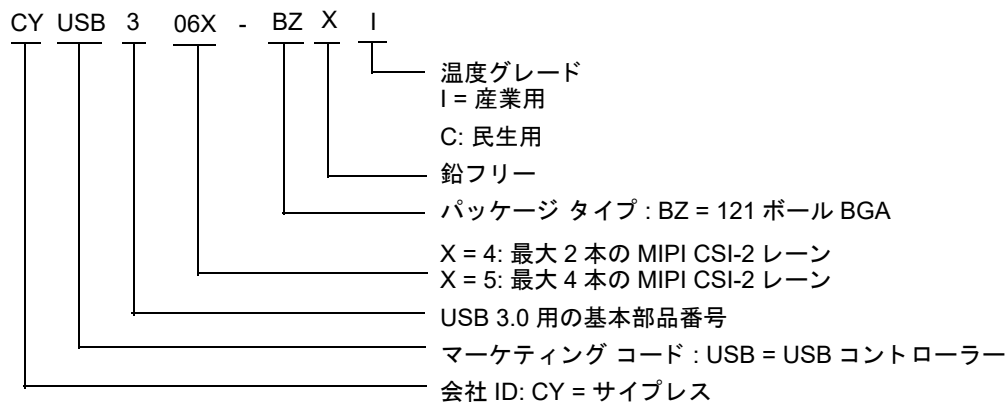 CY USB 3 06X - BZ X I
温度グレード
I = 産業用
C: 民生用
鉛フリー
パッケージ タイプ : BZ = 121 ボール BGA
X = 4: 最大 2 本の MIPI CSI-2 レーン
X = 5: 最大 4 本の MIPI CSI-2 レーン
USB 3.0 用の基本部品番号
マーケティング コード : USB = USB コントローラー
会社 ID: CY = サイプレス